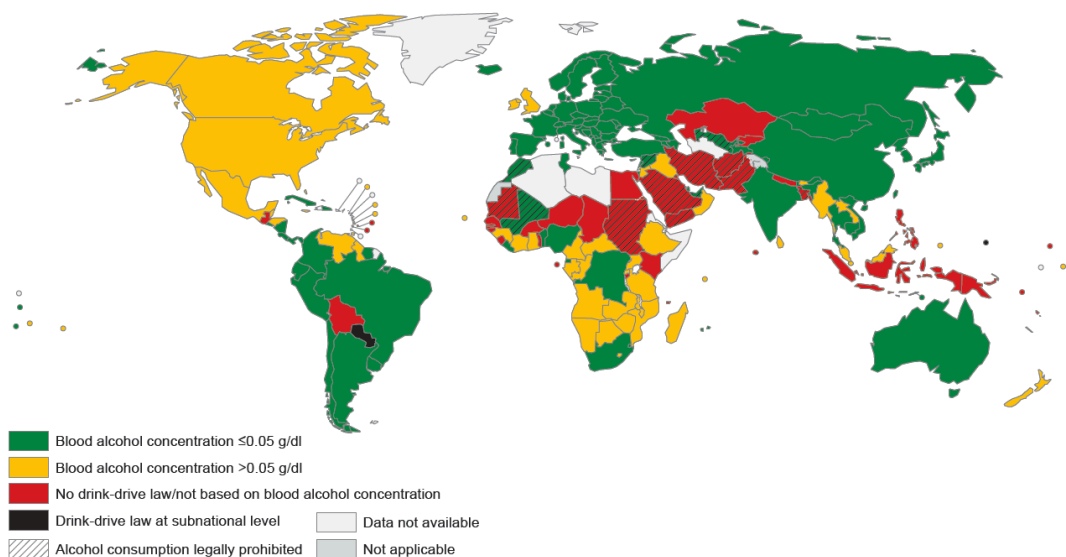 Blood alcohol concentration ≤0.05 g/dl
Blood alcohol concentration >0.05 g/dl
No drink-drive law/not based on blood alcohol concentration
Drink-drive law at subnational level
Data not available
Alcohol consumption legally prohibited
Not applicable